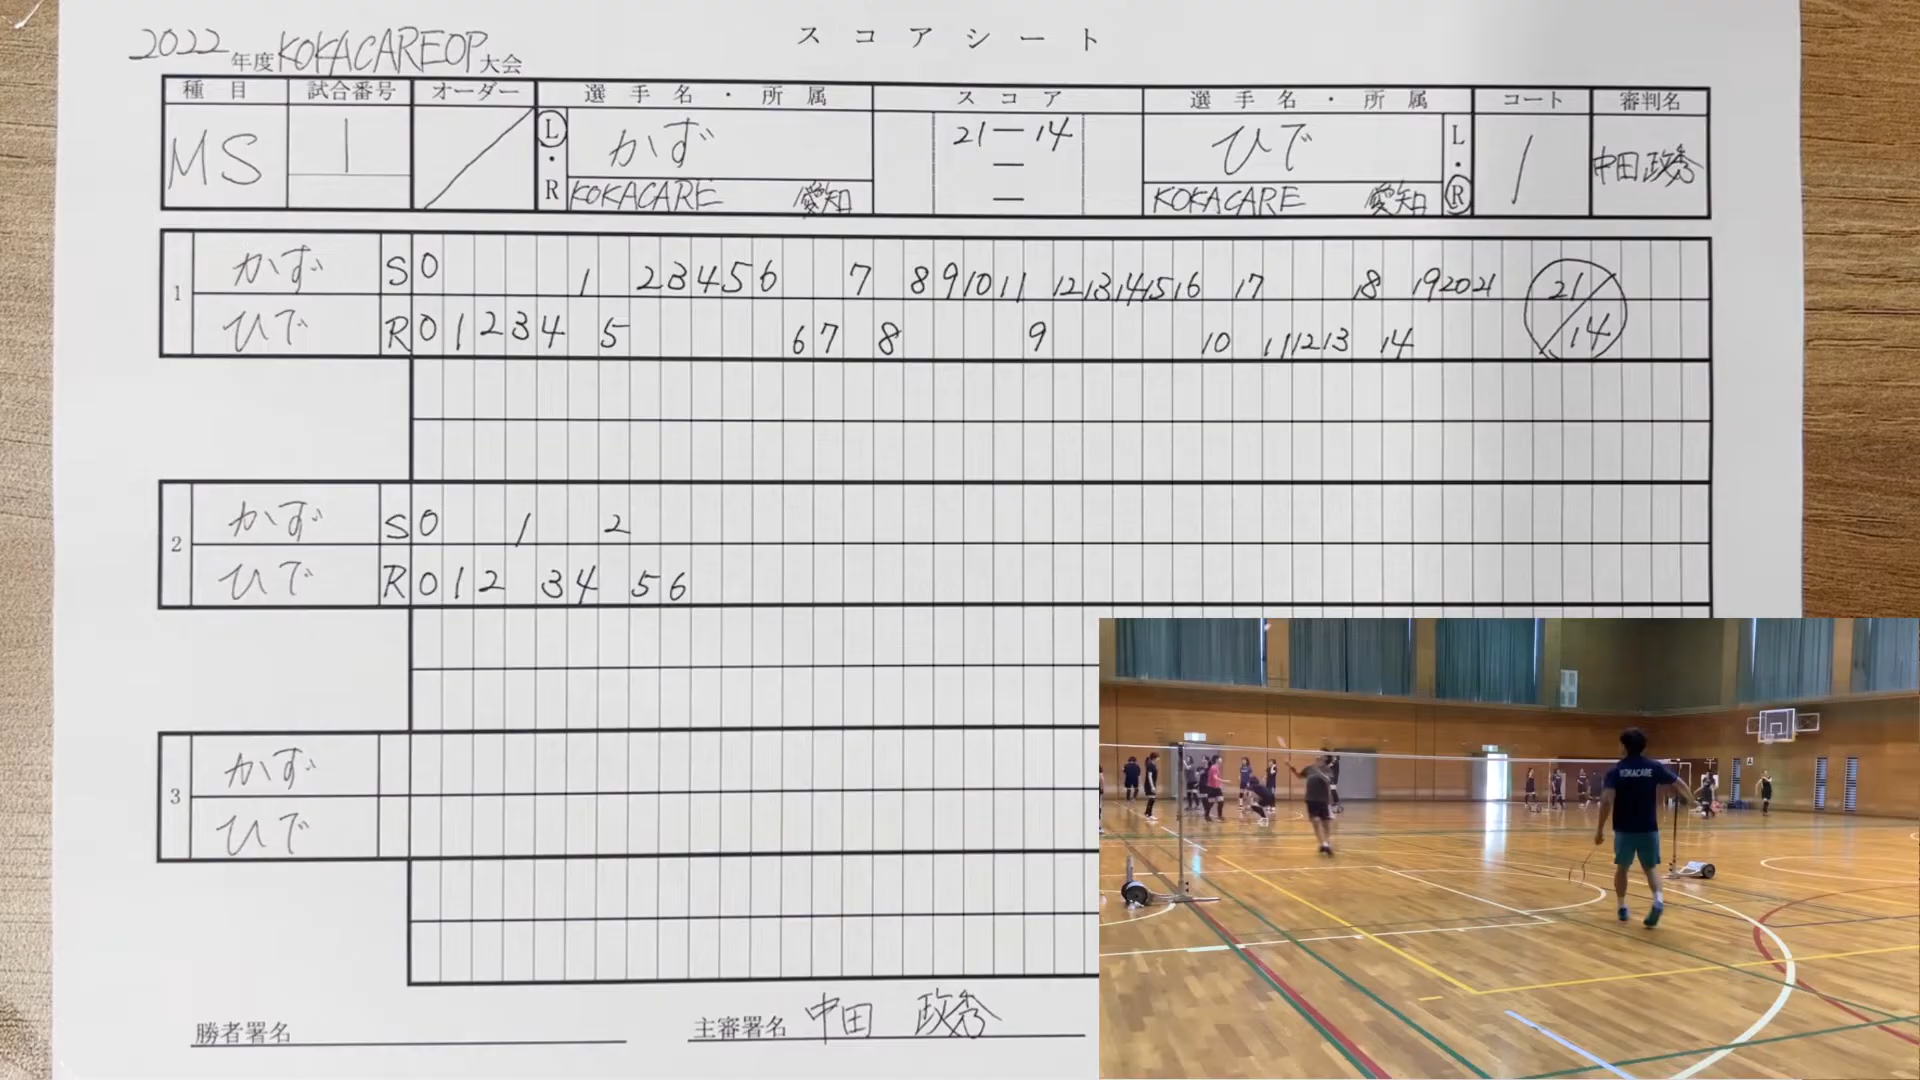 スコアシート
2022年度KOKACAREOP大会
種目 試合番号 オーダー 選手名・所属 スコア 選手名・所属 コート 審判名
MS 1 L・R かず 21―14 ひで L・R 1 中田政秀
―
KOKACARE 愛知 ― KOKACARE 愛知
1 かず S 0 1 2 3 4 5 6 7 8 9 10 11 12 13 14 15 16 17 18 19 20 21 21/14
ひで R 0 1 2 3 4 5 6 7 8 9 10 11 12 13 14
2 かず S 0 1 2
ひで R 0 1 2 3 4 5 6
3 かず
ひで
KOKACARE
勝者署名 主審署名 中田 政秀